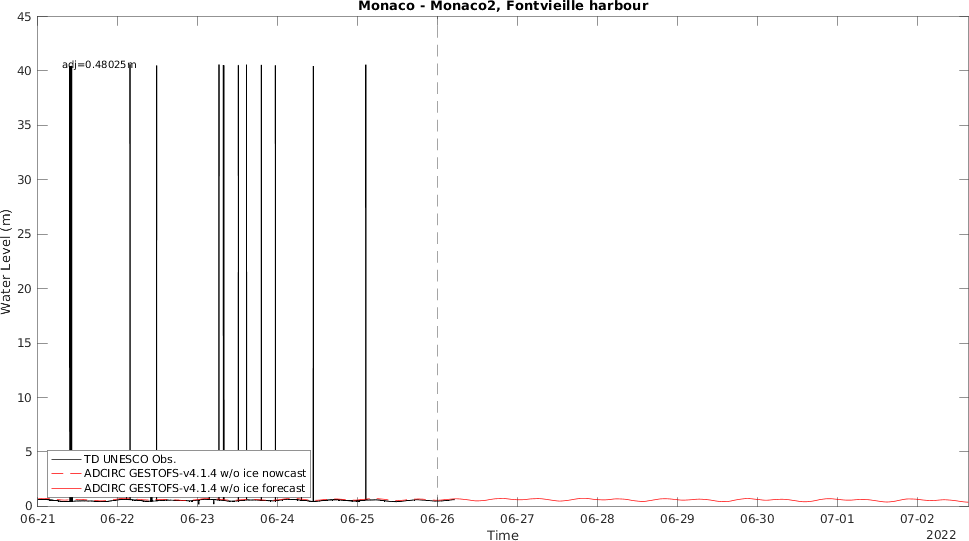 Monaco - Monaco2, Fontvieille harbour
45
40
35
30
25
20
15
10
5
0
Water Level (m)
adj=0.48025m
TD UNESCO Obs.
ADCIRC GESTOFS-v4.1.4 w/o ice nowcast
ADCIRC GESTOFS-v4.1.4 w/o ice forecast
06-21 06-22 06-23 06-24 06-25 06-26 06-27 06-28 06-29 06-30 07-01 07-02
Time
2022